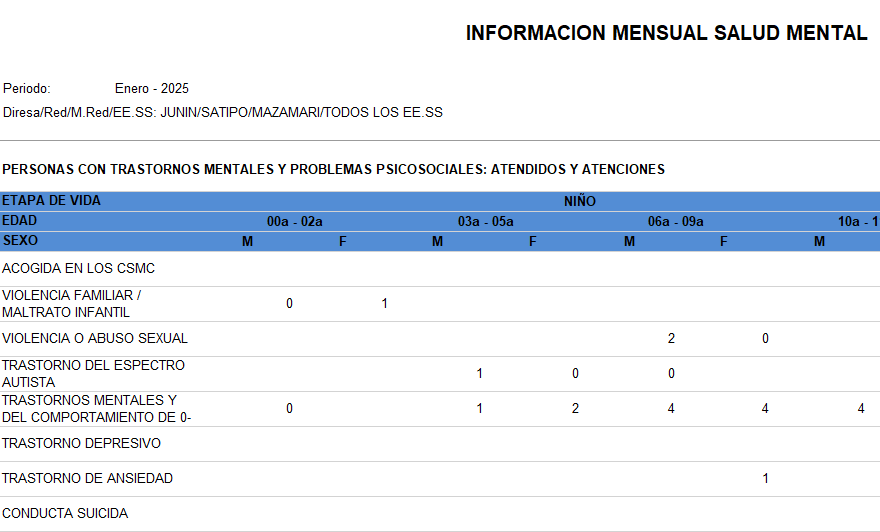 INFORMACION MENSUAL SALUD MENTAL
Periodo: Enero - 2025
Diresa/Red/M.Red/EE.SS: JUNIN/SATIPO/MAZAMARI/TODOS LOS EE.SS
PERSONAS CON TRASTORNOS MENTALES Y PROBLEMAS PSICOSOCIALES: ATENDIDOS Y ATENCIONES
ETAPA DE VIDA NIÑO
EDAD 00a - 02a 03a - 05a 06a - 09a 10a - 1
SEXO M F M F M F M
ACOGIDA EN LOS CSMC
VIOLENCIA FAMILIAR /
MALTRATO INFANTIL 0 1
VIOLENCIA O ABUSO SEXUAL 2 0
TRASTORNO DEL ESPECTRO
AUTISTA 1 0 0
TRASTORNOS MENTALES Y
DEL COMPORTAMIENTO DE 0- 0 1 2 4 4 4
TRASTORNO DEPRESIVO
TRASTORNO DE ANSIEDAD 1
CONDUCTA SUICIDA